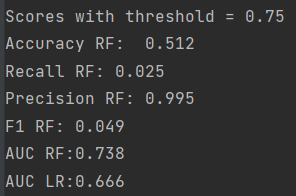 Scores with threshold = 0.75
Accuracy RF:  0.512
Recall RF: 0.025
Precision RF: 0.995
F1 RF: 0.049
AUC RF:0.738
AUC LR:0.666